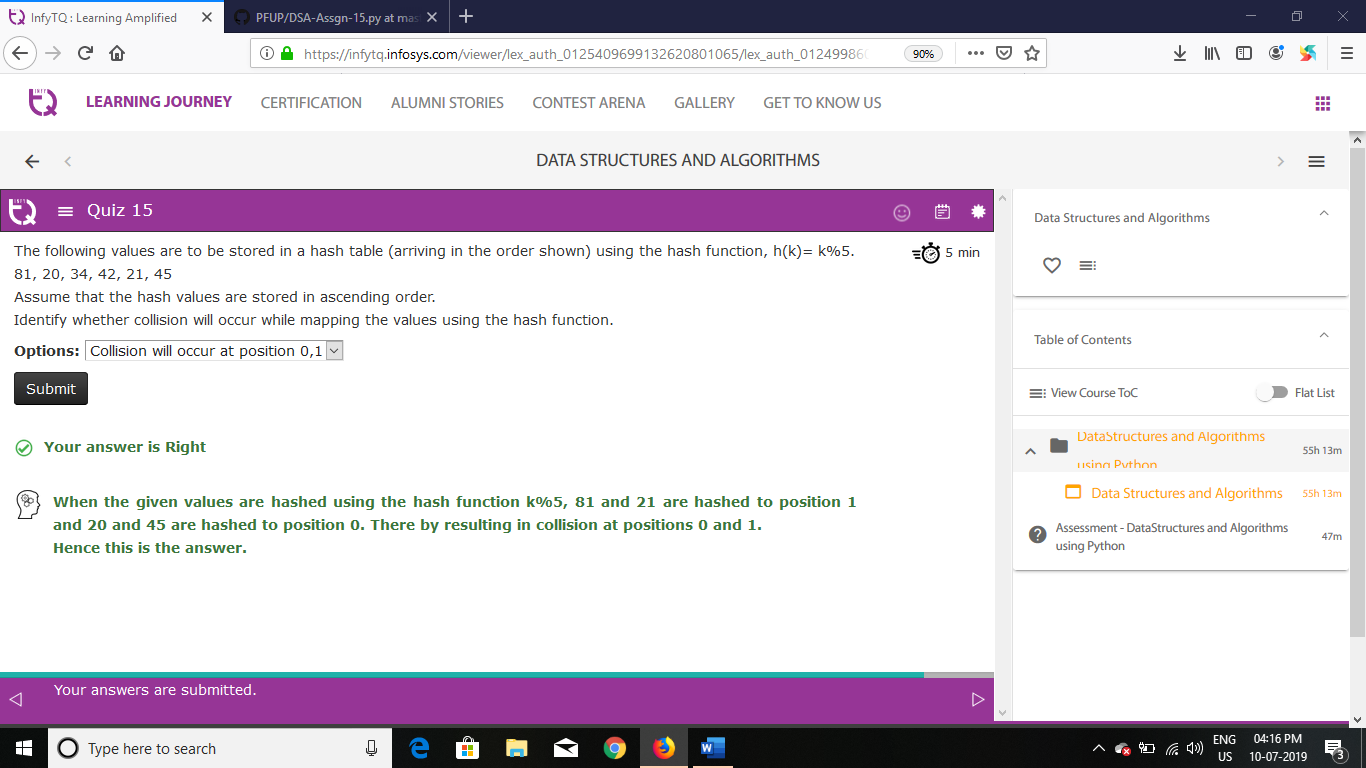 InfyTQ : Learning Amplified
PFUP/DSA-Assgn-15.py at mas
https://infytq.infosys.com/viewer/lex_auth_0125409699132620801065/lex_auth_01249986
90%
LEARNING JOURNEY
CERTIFICATION
ALUMNI STORIES
CONTEST ARENA
GALLERY
GET TO KNOW US
DATA STRUCTURES AND ALGORITHMS
Quiz 15
The following values are to be stored in a hash table (arriving in the order shown) using the hash function, h(k)= k%5.
5 min
81, 20, 34, 42, 21, 45
Assume that the hash values are stored in ascending order.
Identify whether collision will occur while mapping the values using the hash function.
Options: Collision will occur at position 0,1
Submit
Your answer is Right
When the given values are hashed using the hash function k%5, 81 and 21 are hashed to position 1
and 20 and 45 are hashed to position 0. There by resulting in collision at positions 0 and 1.
Hence this is the answer.
Your answers are submitted.
Data Structures and Algorithms
Table of Contents
View Course ToC
Flat List
DataStructures and Algorithms
using Python
55h 13m
Data Structures and Algorithms
55h 13m
Assessment - DataStructures and Algorithms
using Python
47m
Type here to search
ENG
US
04:16 PM
10-07-2019
3